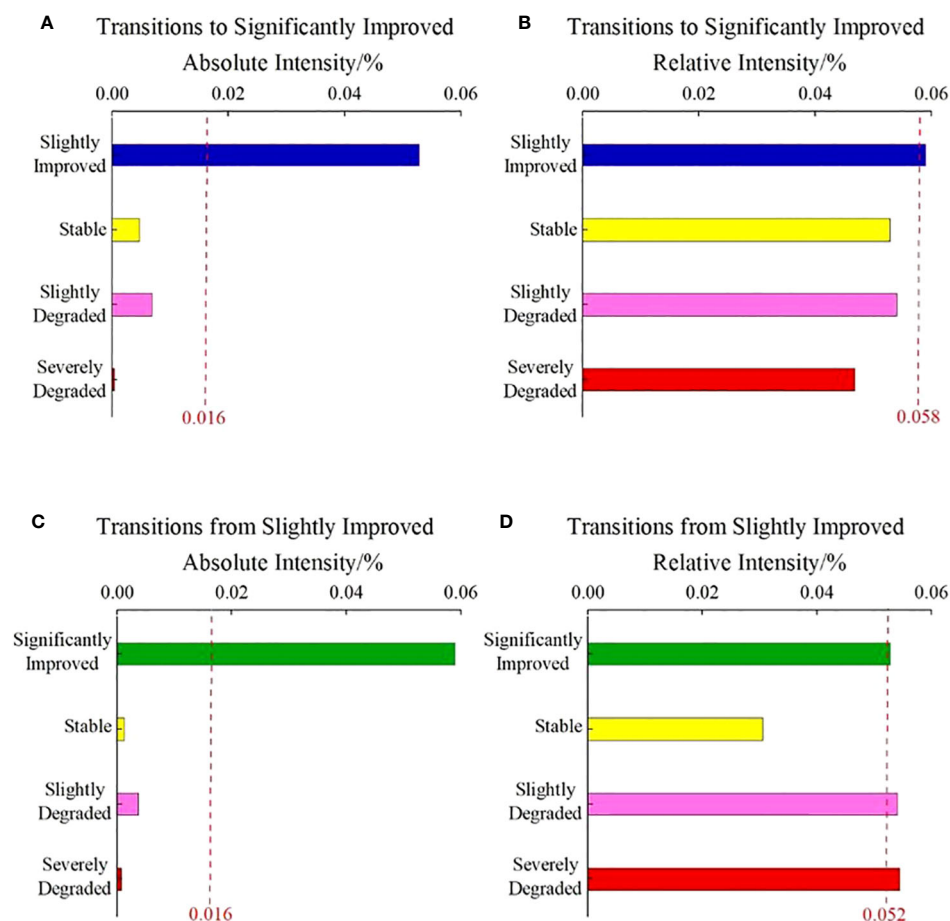 A Transitions to Significantly Improved
Absolute Intensity/%
0.00 0.02 0.04 0.06
Slightly
Improved
Stable
Slightly
Degraded
Severely
Degraded
0.016
B Transitions to Significantly Improved
Relative Intensity/%
0.00 0.02 0.04 0.06
Slightly
Improved
Stable
Slightly
Degraded
Severely
Degraded
0.058
C Transitions from Slightly Improved
Absolute Intensity/%
0.00 0.02 0.04 0.06
Significantly
Improved
Stable
Slightly
Degraded
Severely
Degraded
0.016
D Transitions from Slightly Improved
Relative Intensity/%
0.00 0.02 0.04 0.06
Significantly
Improved
Stable
Slightly
Degraded
Severely
Degraded
0.052